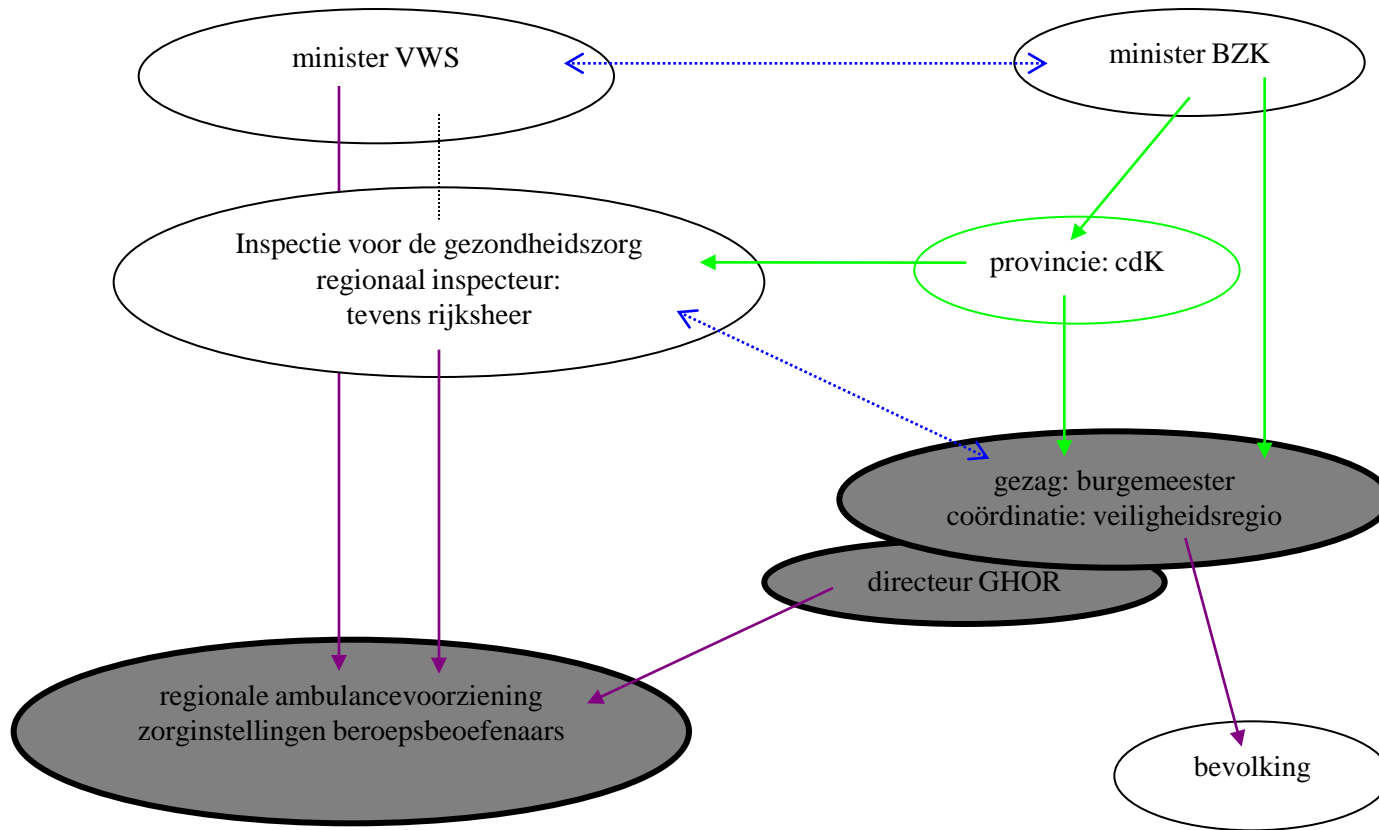 minister VWS
minister BZK
Inspectie voor de gezondheidszorg
regionaal inspecteur:
tevens rijksheer
provincie: cdK
gezag: burgemeester
coördinatie: veiligheidsregio
directeur GHOR
regionale ambulancevoorziening
zorginstellingen beroepsbeoefenaars
bevolking